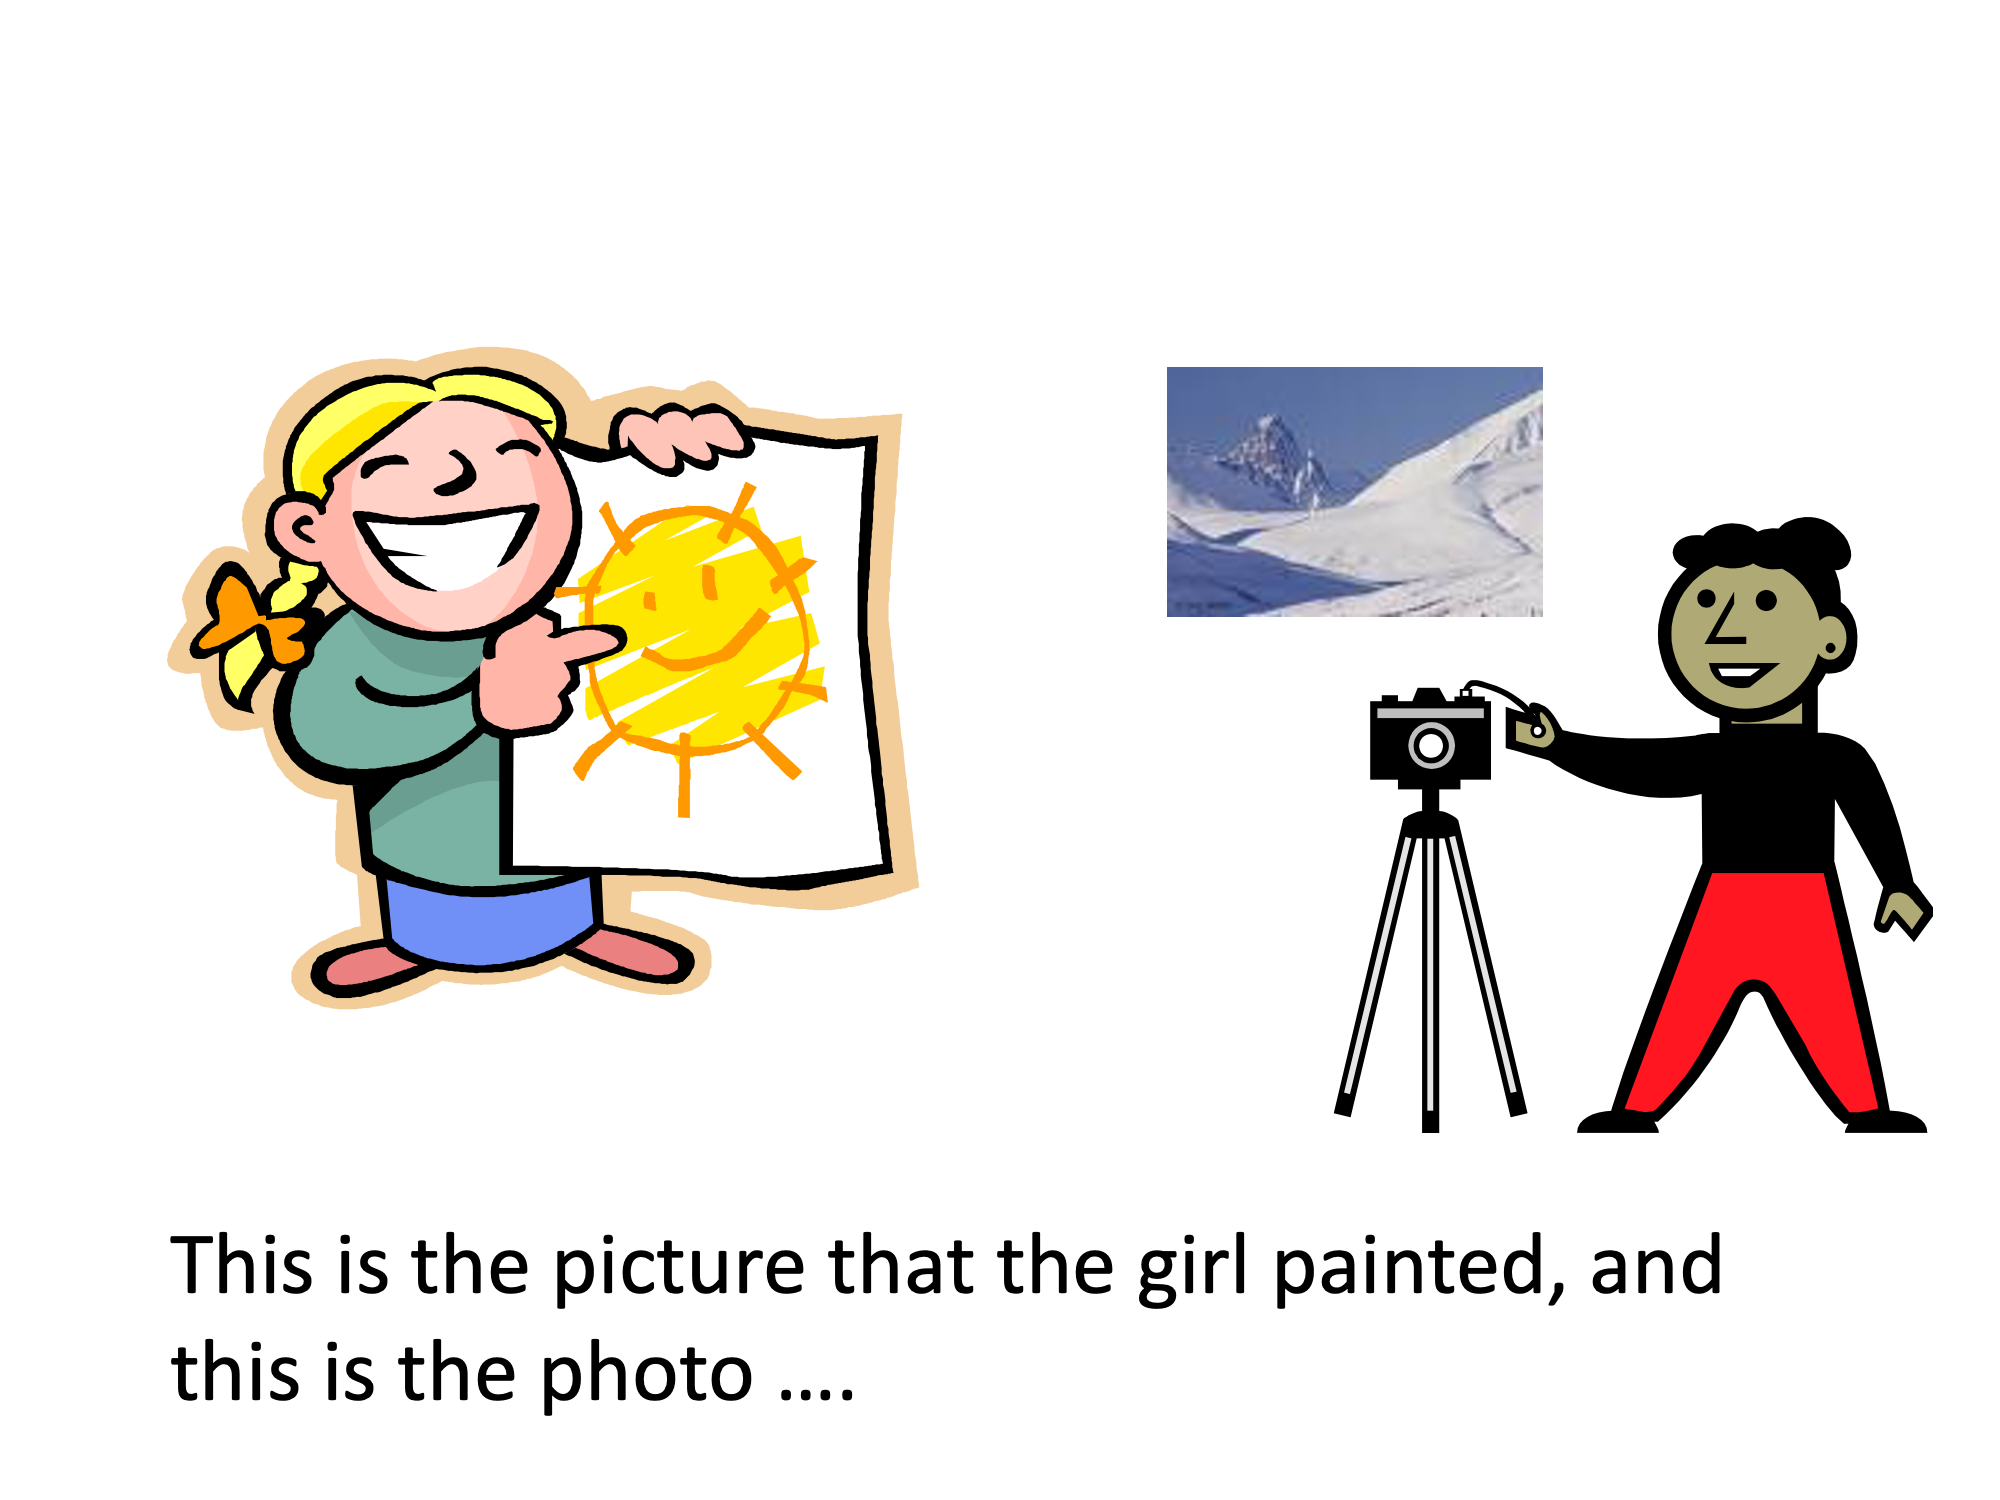 This is the picture that the girl painted, and
this is the photo ....